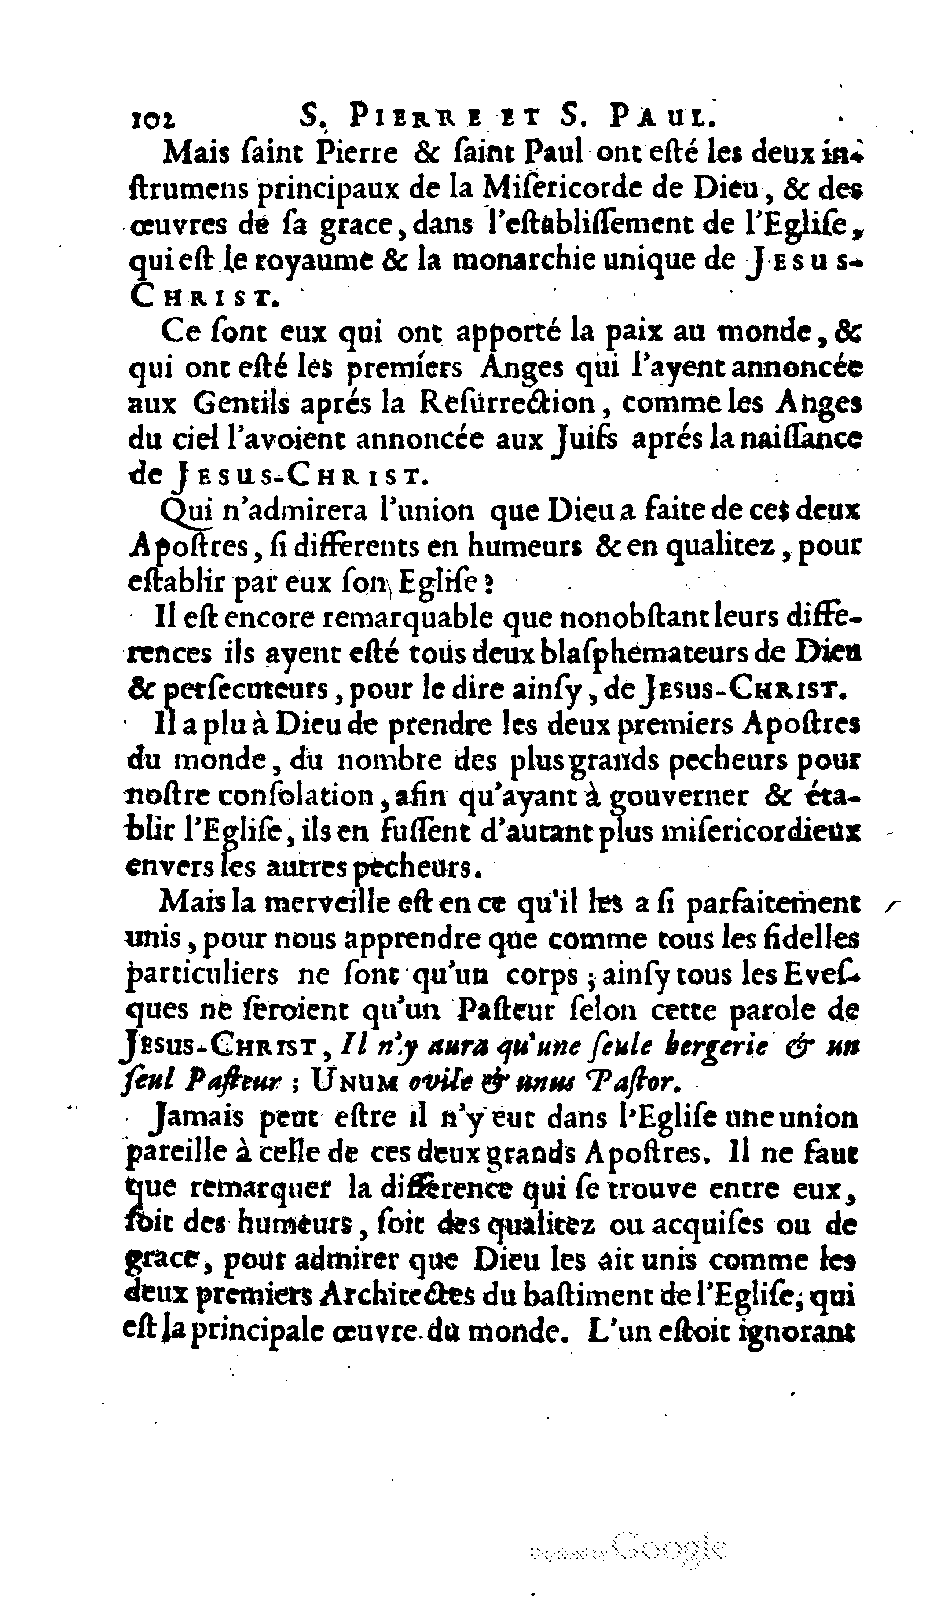 102 S. PIERRE ET S. PAUL.
Mais ſaint Pierre & ſaint Paul ont eſté les deux in-
ſtrumens principaux de la Miſericorde de Dieu, & des
œuvres de ſa grace, dans l'eſtabliſſement de l'Egliſe,
qui eſt le royaume & la monarchie unique de JESUS-
CHRIST.
Ce ſont eux qui ont apporté la paix au monde, &
qui ont eſté les premiers Anges qui l'ayent annoncée
aux Gentils aprés la Reſurrection, comme les Anges
du ciel l'avoient annoncée aux Juifs aprés la naiſſance
de JESUS-CHRIST.
Qui n'admirera l'union que Dieu a faite de ces deux
Apoſtres, ſi differents en humeurs & en qualitez, pour
eſtablir par eux ſon Egliſe?
Il eſt encore remarquable que nonobſtant leurs diffe-
rences ils ayent eſté tous deux blaſphemateurs de Dieu
& perſecuteurs, pour le dire ainſy, de JESUS-CHRIST.
Il a plu à Dieu de prendre les deux premiers Apoſtres
du monde, du nombre des plus grands pecheurs pour
noſtre conſolation, afin qu'ayant à gouverner & éta-
blir l'Egliſe, ils en fuſſent d'autant plus miſericordieux
envers les autres pecheurs.
Mais la merveille eſt en ce qu'il les a ſi parfaitement
unis, pour nous apprendre que comme tous les fidelles
particuliers ne ſont qu'un corps; ainſy tous les Eveſ-
ques ne ſeroient qu'un Paſteur ſelon cette parole de
JESUS-CHRIST, Il n'y aura qu'une ſeule bergerie & un
ſeul Paſteur; UNUM ovile & unus Paſtor.
Jamais peut eſtre il n'y eut dans l'Egliſe une union
pareille à celle de ces deux grands Apoſtres. Il ne faut
que remarquer la difference qui ſe trouve entre eux,
ſoit des humeurs, ſoit des qualitez ou acquiſes ou de
grace, pour admirer que Dieu les ait unis comme les
deux premiers Architectes du baſtiment de l'Egliſe, qui
eſt la principale œuvre du monde. L'un eſtoit ignorant
Digitized by Google